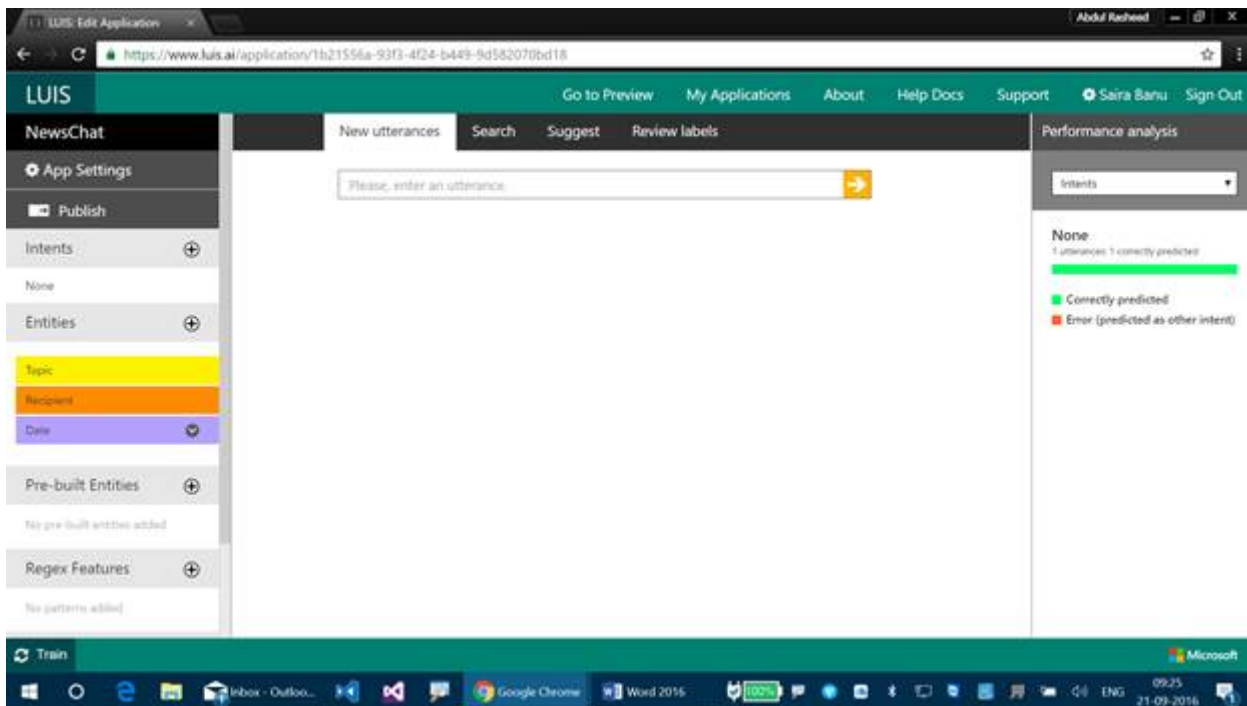 LUIS: Edit Application
Abdul Rasheed
https://www.luis.ai/application/1b21556a-93f3-4f24-b449-9d582070bd18
LUIS
Go to Preview My Applications About Help Docs Support Saira Banu Sign Out
NewsChat
New utterances Search Suggest Review labels
Performance analysis
App Settings
Please, enter an utterance
Intents
Publish
Intents
None
1 utterances: 1 correctly predicted
None
Correctly predicted
Entities
Error (predicted as other intent)
Topic
Recipient
Date
Pre-built Entities
No pre-built entities added
Regex Features
No patterns added
Train
Microsoft
Inbox - Outloo... Google Chrome Word 2016 100% ENG 09:25
21-09-2016